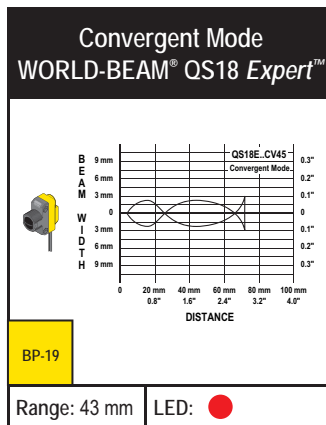 Convergent Mode
WORLD-BEAM® QS18 Expert™
QS18E..CV45
Convergent Mode
BEAM WIDTH
9 mm 0.3"
6 mm 0.2"
3 mm 0.1"
0 0
3 mm 0.1"
6 mm 0.2"
9 mm 0.3"
0 20 mm 40 mm 60 mm 80 mm 100 mm
0.8" 1.6" 2.4" 3.2" 4.0"
DISTANCE
BP-19
Range: 43 mm LED: